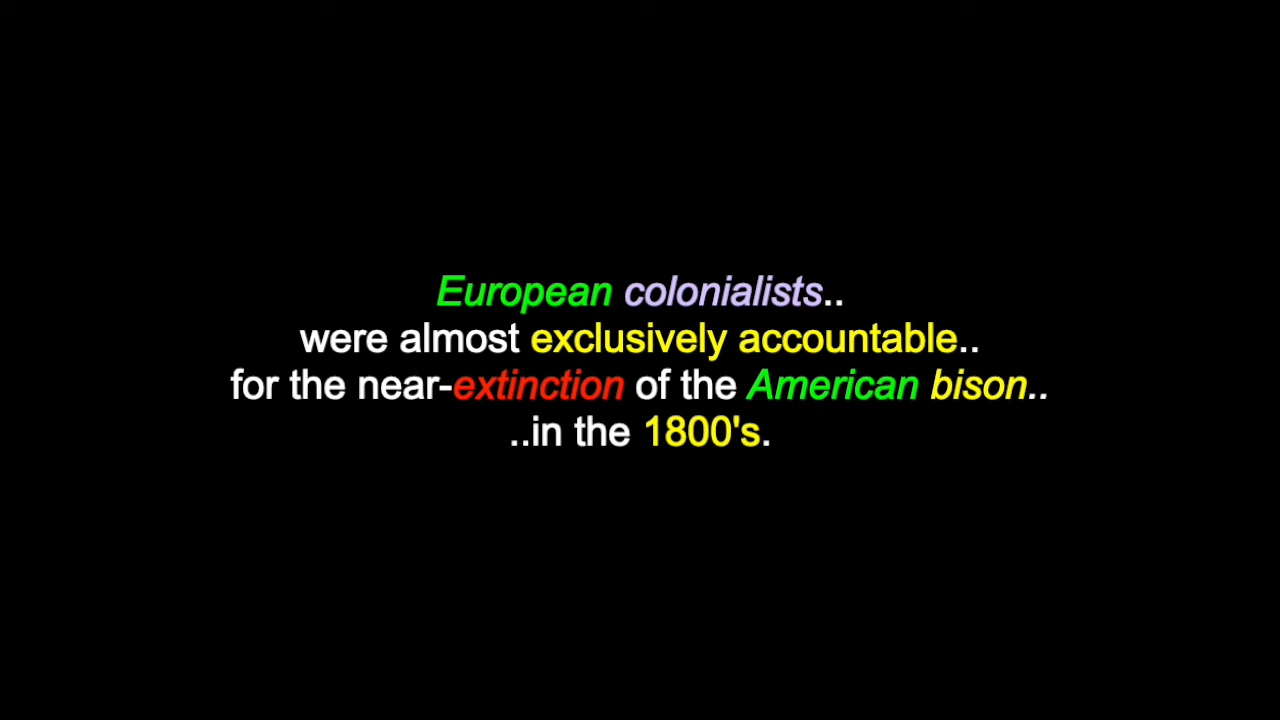 European colonialists..
were almost exclusively accountable..
for the near-extinction of the American bison..
..in the 1800's.